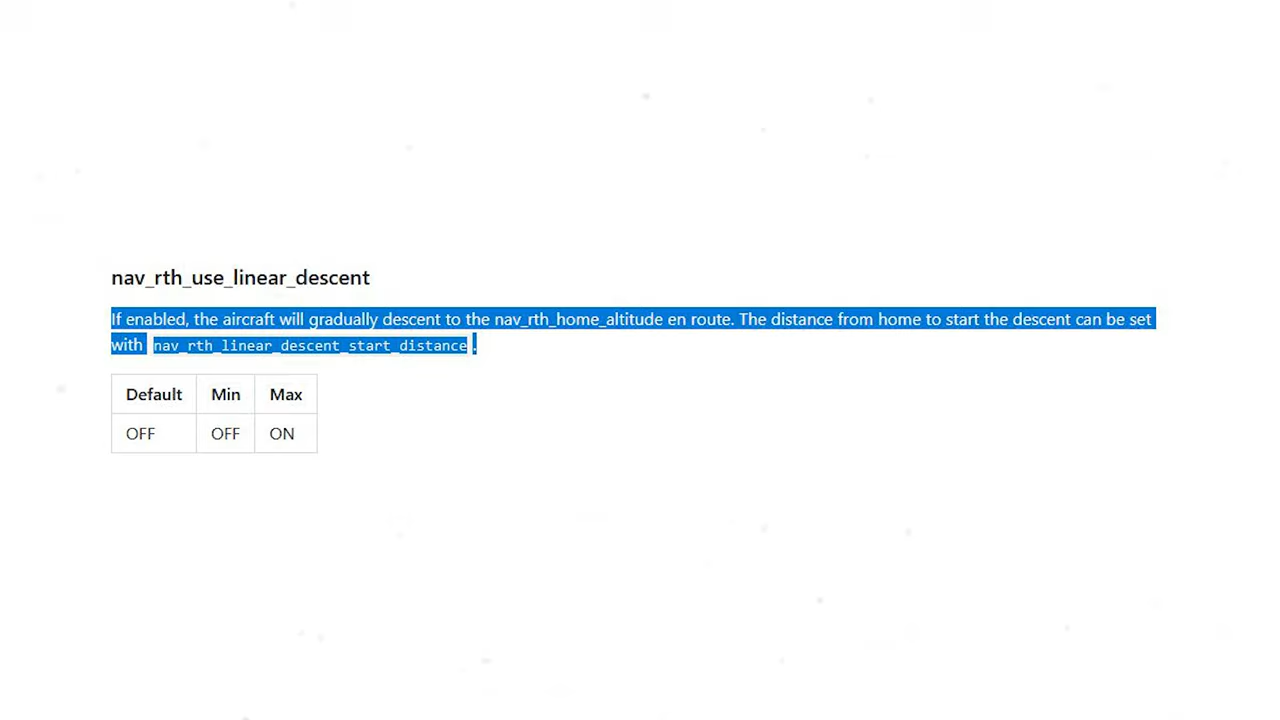 nav_rth_use_linear_descent
If enabled, the aircraft will gradually descent to the nav_rth_home_altitude en route. The distance from home to start the descent can be set
with nav_rth_linear_descent_start_distance.
Default Min Max
OFF OFF ON